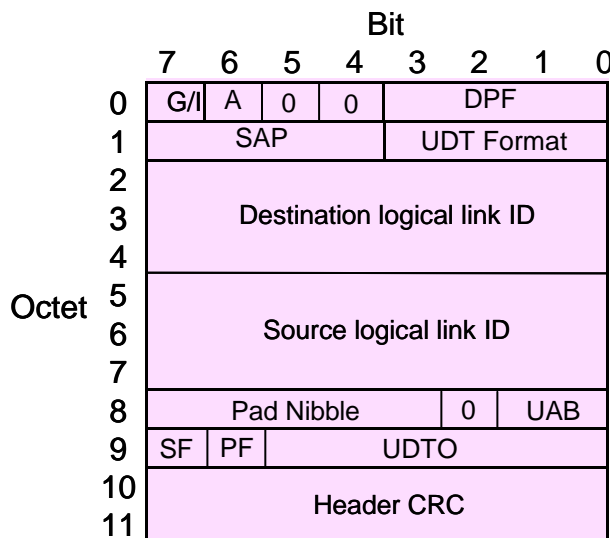 Bit
7 6 5 4 3 2 1 0
0 G/I A 0 0 DPF
1 SAP UDT Format
2
3 Destination logical link ID
4
5
Octet 6 Source logical link ID
7
8 Pad Nibble 0 UAB
9 SF PF UDTO
10
Header CRC
11